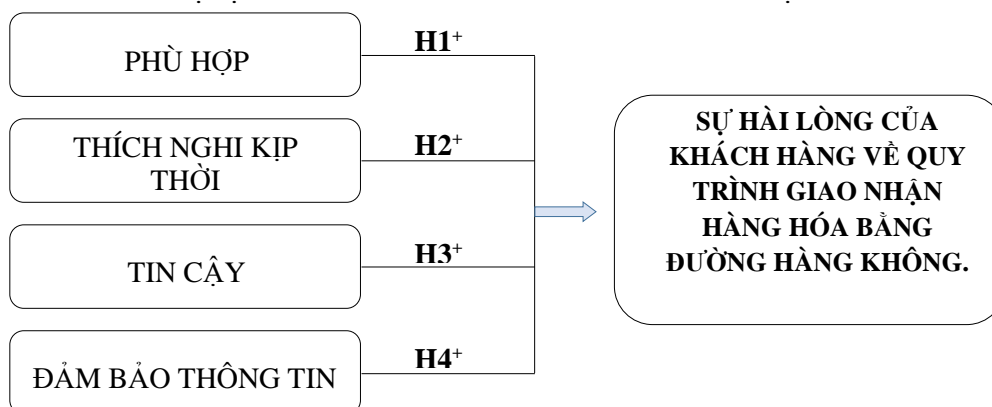 PHÙ HỢP
H1+
THÍCH NGHI KỊP
THỜI
H2+
TIN CẬY
H3+
ĐẢM BẢO THÔNG TIN
H4+
SỰ HÀI LÒNG CỦA
KHÁCH HÀNG VỀ QUY
TRÌNH GIAO NHẬN
HÀNG HÓA BẰNG
ĐƯỜNG HÀNG KHÔNG.